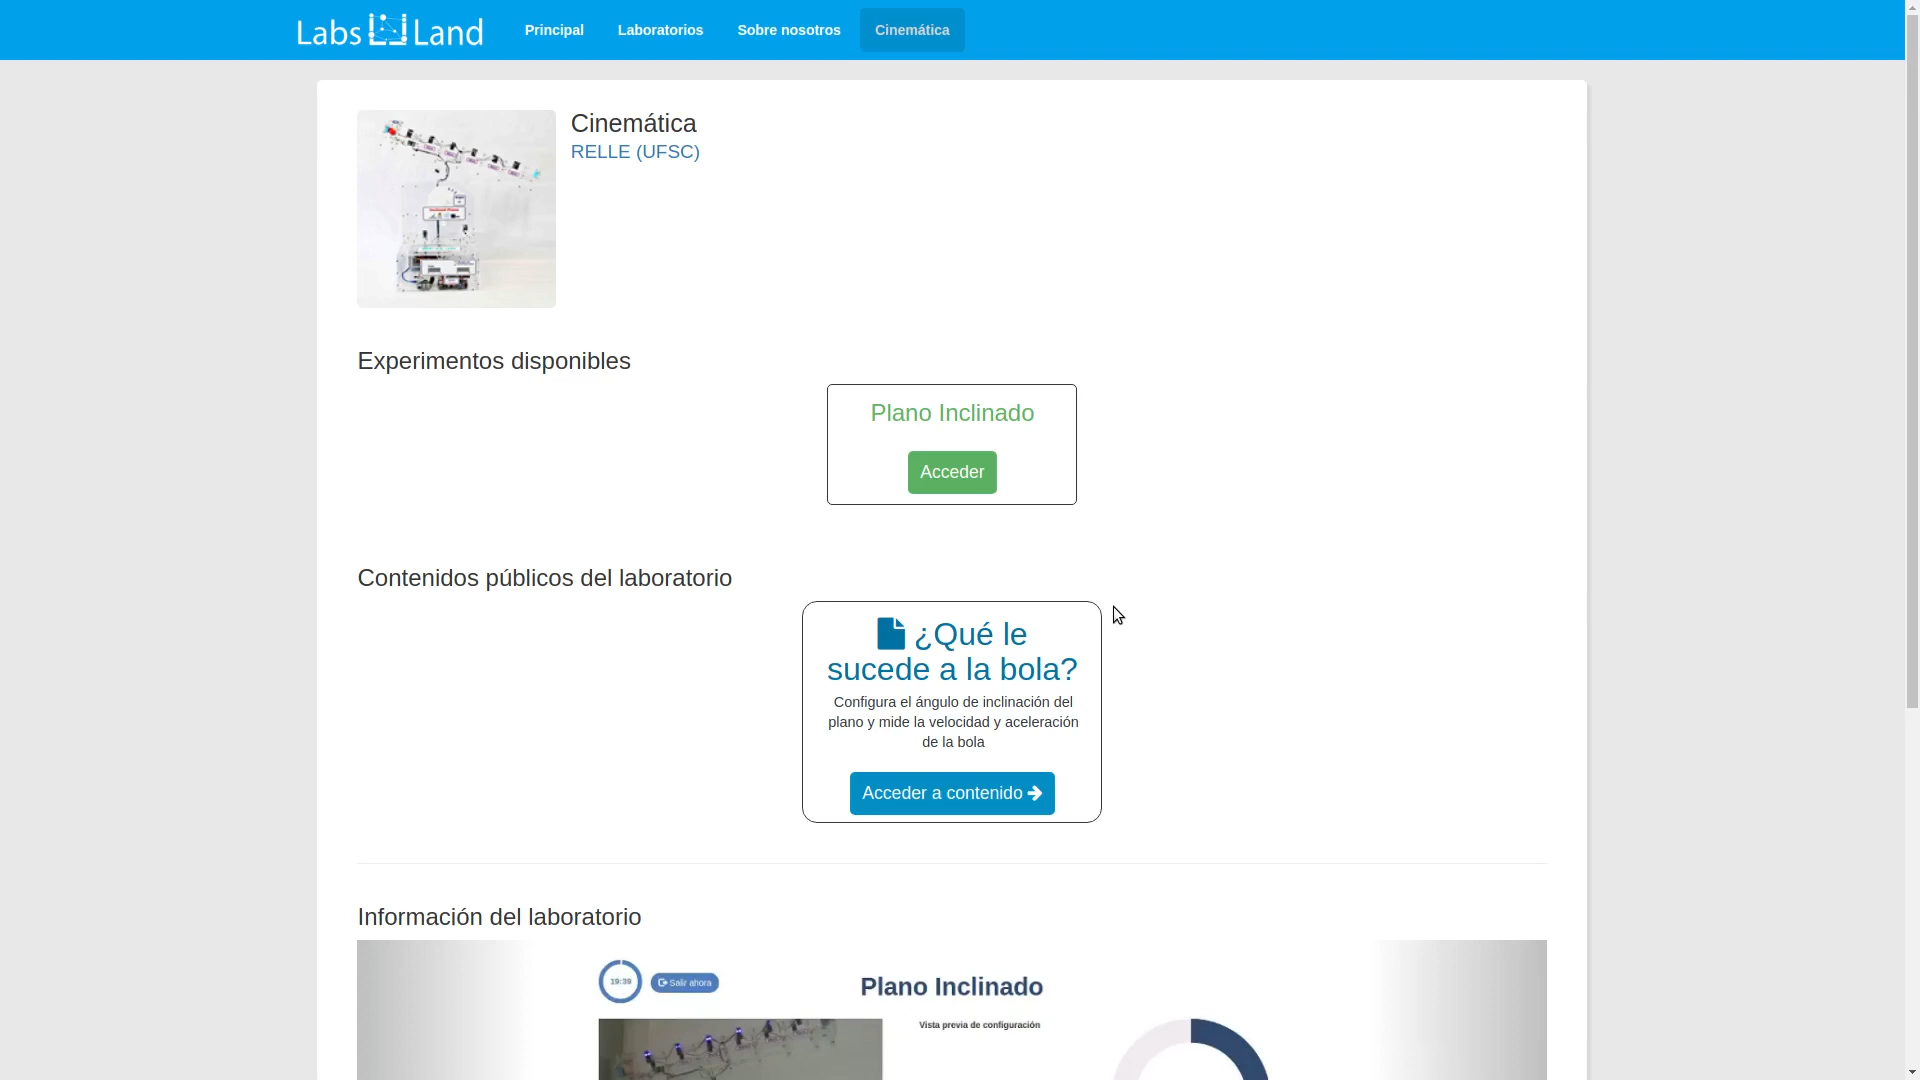 Labs Land
Principal
Laboratorios
Sobre nosotros
Cinemática
Cinemática
RELLE (UFSC)
Experimentos disponibles
Plano Inclinado
Acceder
Contenidos públicos del laboratorio
¿Qué le
sucede a la bola?
Configura el ángulo de inclinación del
plano y mide la velocidad y aceleración
de la bola
Acceder a contenido
Información del laboratorio
19:39
Salir ahora
Plano Inclinado
Vista previa de configuración